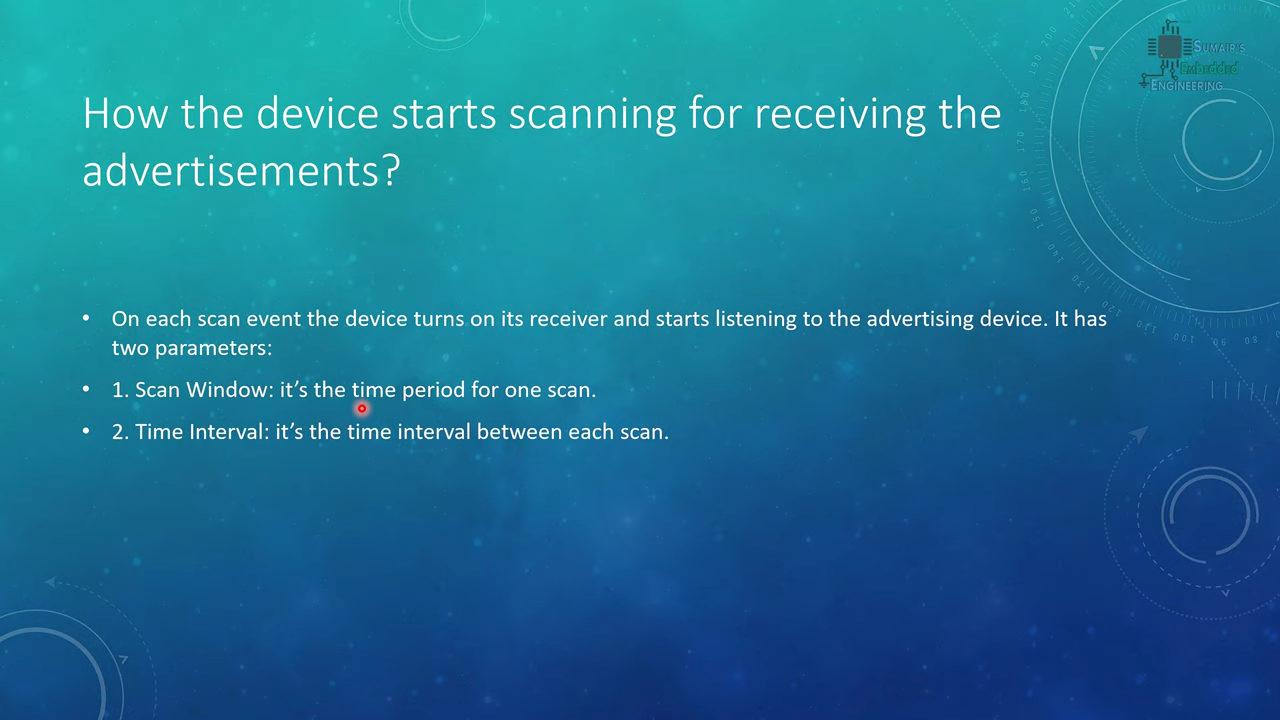 Sumair's
Embedded
Engineering
How the device starts scanning for receiving the
advertisements?
• On each scan event the device turns on its receiver and starts listening to the advertising device. It has
two parameters:
• 1. Scan Window: it’s the time period for one scan.
• 2. Time Interval: it’s the time interval between each scan.